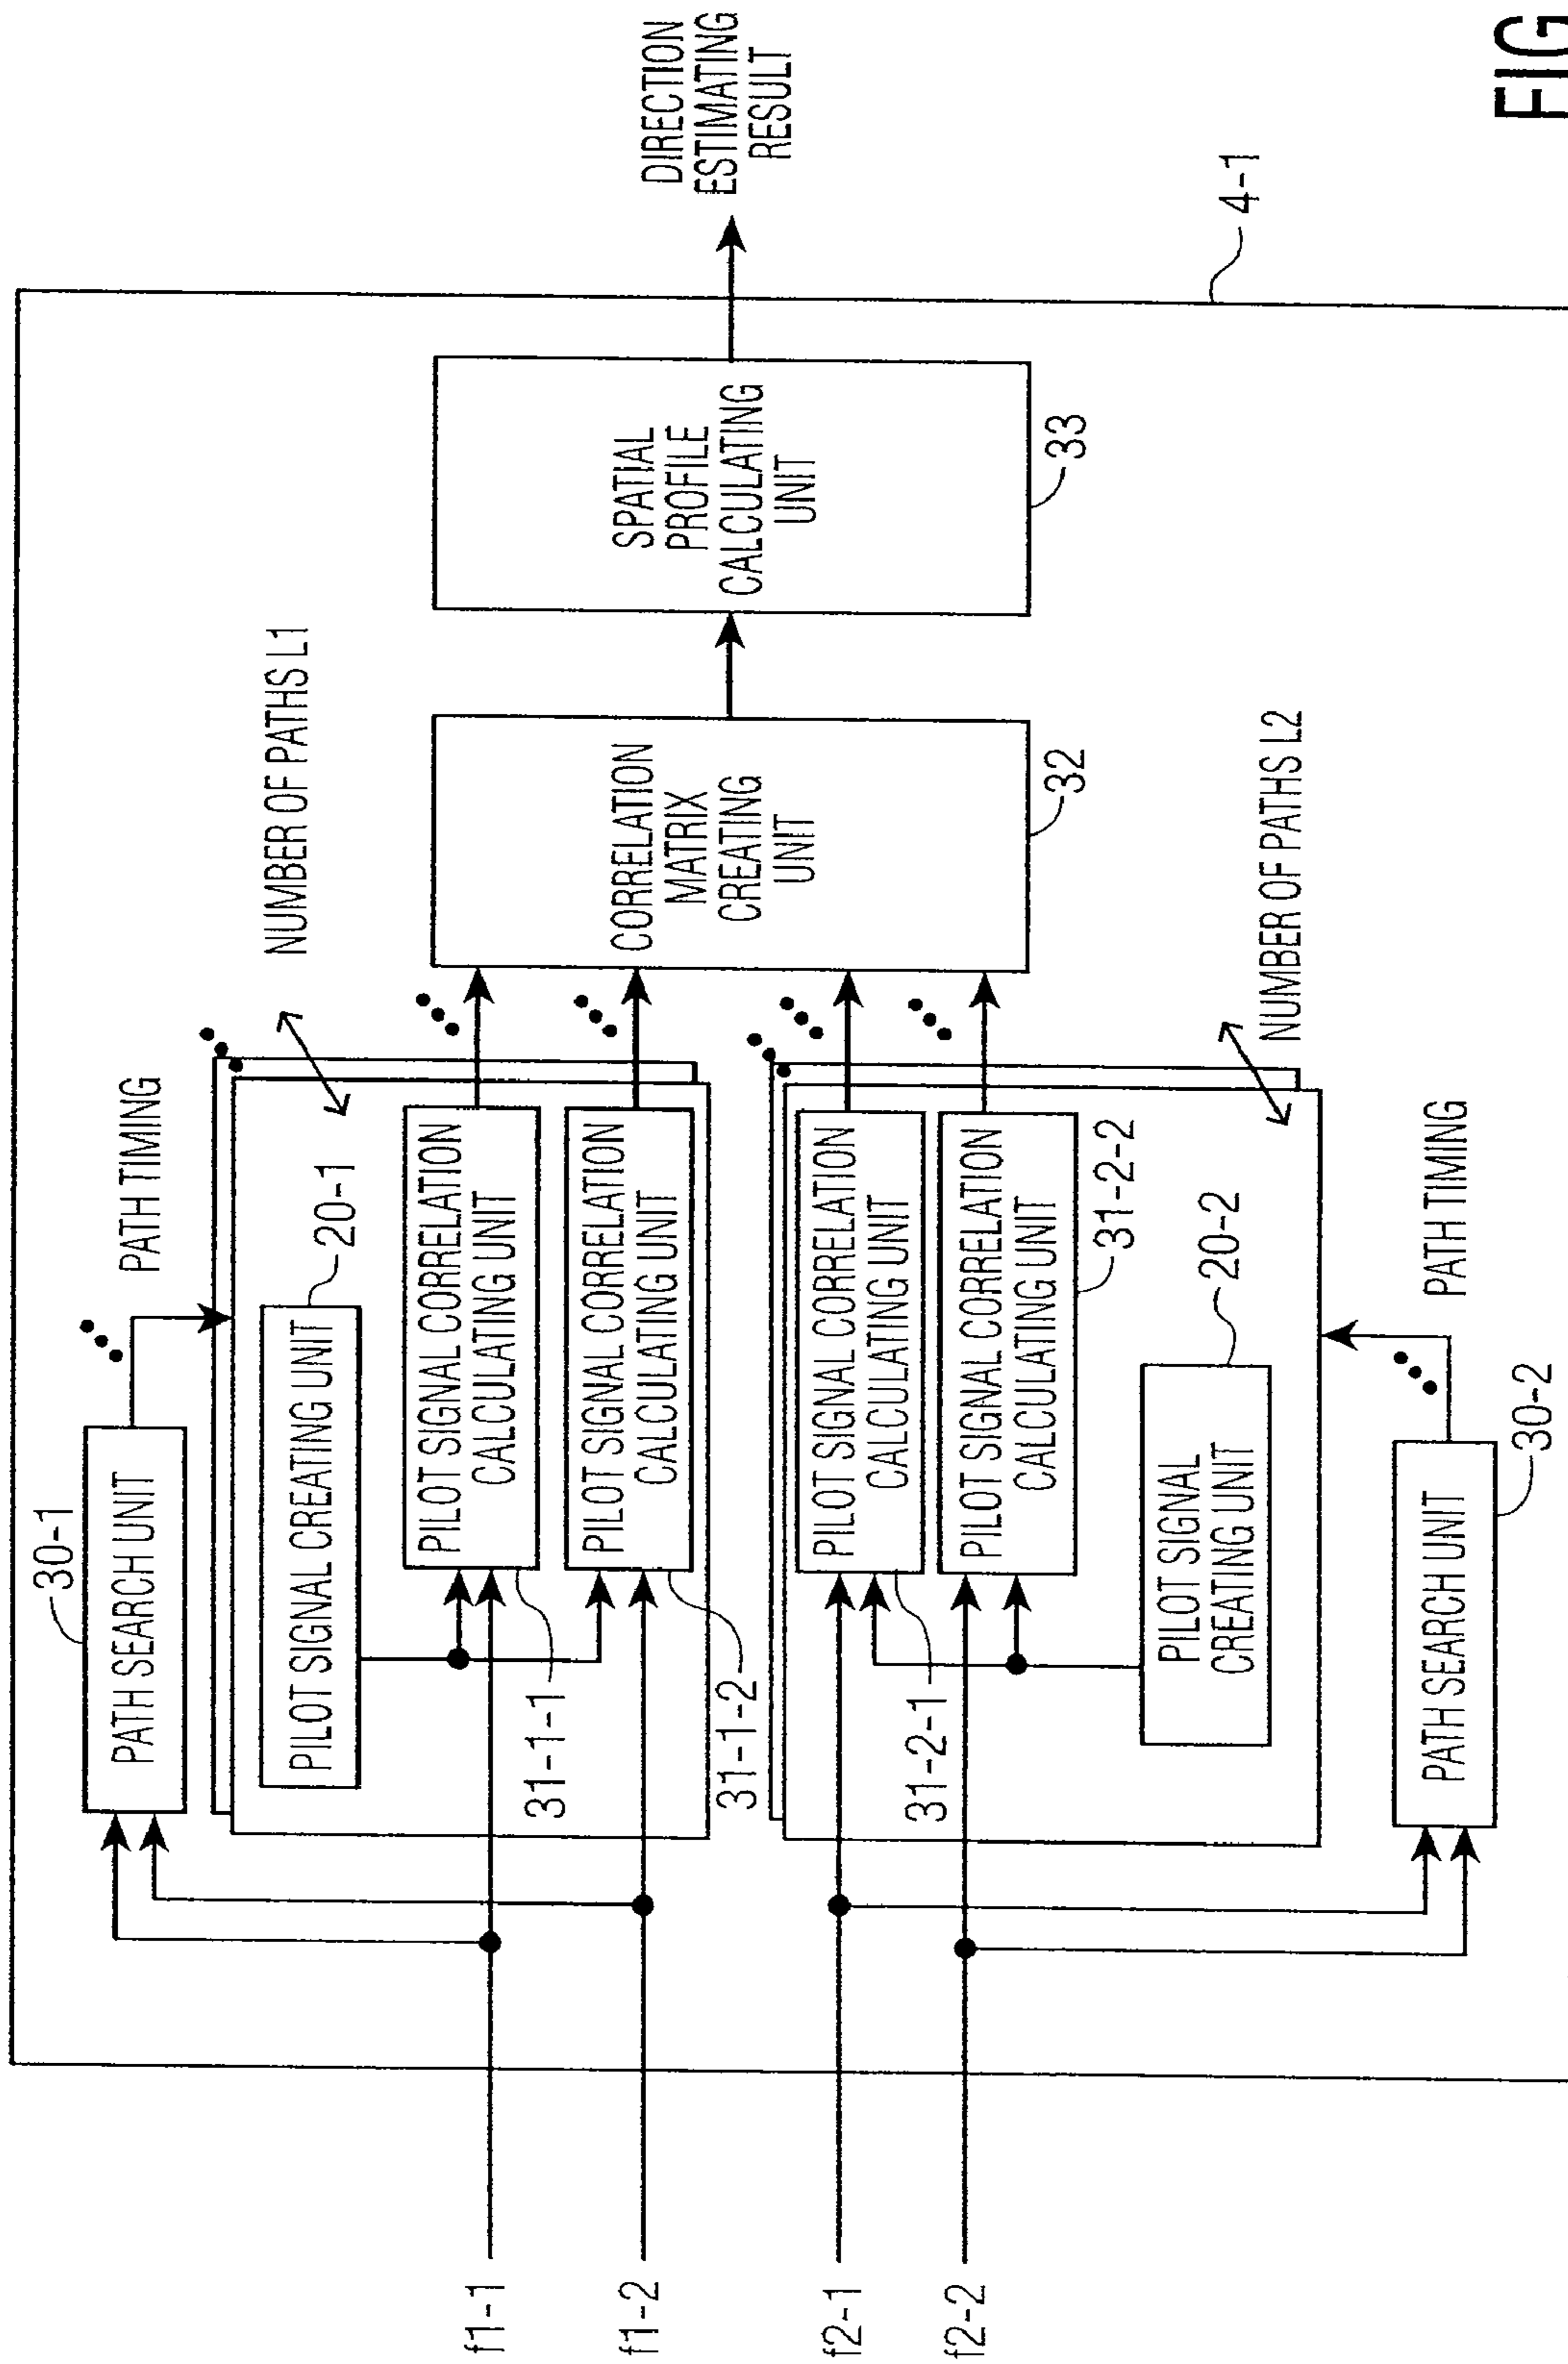 30-1
PATH SEARCH UNIT
PATH TIMING
NUMBER OF PATHS L1
PILOT SIGNAL CREATING UNIT
20-1
f1-1
PILOT SIGNAL CORRELATION
CALCULATING UNIT
31-1-1
f1-2
PILOT SIGNAL CORRELATION
CALCULATING UNIT
31-1-2
CORRELATION
MATRIX
CREATING
UNIT
32
SPATIAL
PROFILE
CALCULATING
UNIT
33
DIRECTION
ESTIMATING
RESULT
f2-1
PILOT SIGNAL CORRELATION
CALCULATING UNIT
31-2-1
f2-2
PILOT SIGNAL CORRELATION
CALCULATING UNIT
31-2-2
PILOT SIGNAL
CREATING UNIT
20-2
NUMBER OF PATHS L2
4-1
PATH SEARCH UNIT
30-2
PATH TIMING
FIG